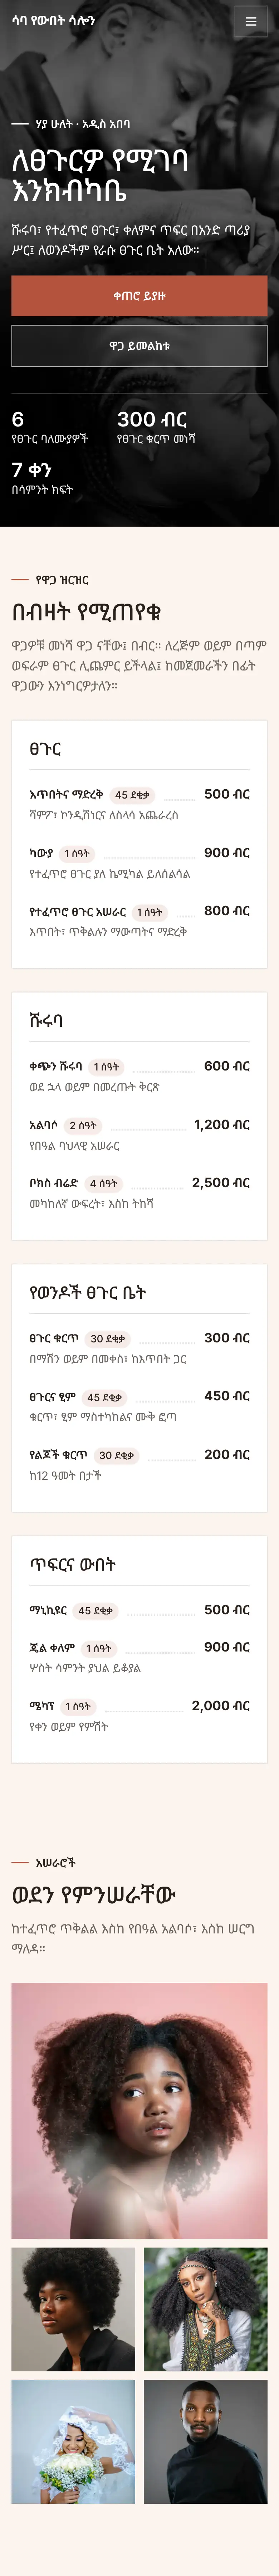 ሳባ የውበት ሳሎን
ሃያ ሁለት · አዲስ አበባ
ለፀጉርዎ የሚገባ
እንክብካቤ
ሹሩባ፣ የተፈጥሮ ፀጉር፣ ቀለምና ጥፍር በአንድ ጣሪያ
ሥር፤ ለወንዶችም የራሱ ፀጉር ቤት አለው።
ቀጠሮ ይያዙ
ዋጋ ይመልከቱ
6
የፀጉር ባለሙያዎች
300 ብር
የፀጉር ቁርጥ መነሻ
7 ቀን
በሳምንት ክፍት
የዋጋ ዝርዝር
በብዛት የሚጠየቁ
ዋጋዎቹ መነሻ ዋጋ ናቸው፤ በብር። ለረጅም ወይም በጣም
ወፍራም ፀጉር ሊጨምር ይችላል፤ ከመጀመራችን በፊት
ዋጋውን እንነግርዎታለን።
ፀጉር
እጥበትና ማድረቅ 45 ደቂቃ 500 ብር
ሻምፖ፣ ኮንዲሽነርና ለስላሳ አጨራረስ
ካውያ 1 ሰዓት 900 ብር
የተፈጥሮ ፀጉር ያለ ኬሚካል ይለሰልሳል
የተፈጥሮ ፀጉር አሠራር 1 ሰዓት 800 ብር
እጥበት፣ ጥቅልሉን ማውጣትና ማድረቅ
ሹሩባ
ቀጭን ሹሩባ 1 ሰዓት 600 ብር
ወደ ኋላ ወይም በመረጡት ቅርጽ
አልባሶ 2 ሰዓት 1,200 ብር
የበዓል ባህላዊ አሠራር
ቦክስ ብሬድ 4 ሰዓት 2,500 ብር
መካከለኛ ውፍረት፣ እስከ ትከሻ
የወንዶች ፀጉር ቤት
ፀጉር ቁርጥ 30 ደቂቃ 300 ብር
በማሽን ወይም በመቀስ፣ ከእጥበት ጋር
ፀጉርና ፂም 45 ደቂቃ 450 ብር
ቁርጥ፣ ፂም ማስተካከልና ሙቅ ፎጣ
የልጆች ቁርጥ 30 ደቂቃ 200 ብር
ከ12 ዓመት በታች
ጥፍርና ውበት
ማኒኪዩር 45 ደቂቃ 500 ብር
ጄል ቀለም 1 ሰዓት 900 ብር
ሦስት ሳምንት ያህል ይቆያል
ሜካፕ 1 ሰዓት 2,000 ብር
የቀን ወይም የምሽት
አሠራሮች
ወደን የምንሠራቸው
ከተፈጥሮ ጥቅልል እስከ የበዓል አልባሶ፣ እስከ ሠርግ
ማለዳ።